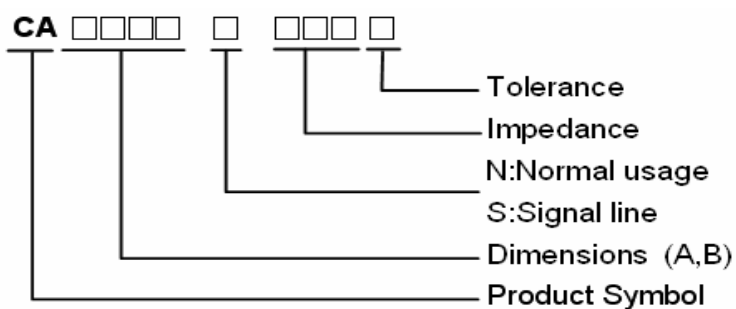 CA □□□□ □ □□□ □
Tolerance
Impedance
N:Normal usage
S:Signal line
Dimensions (A,B)
Product Symbol